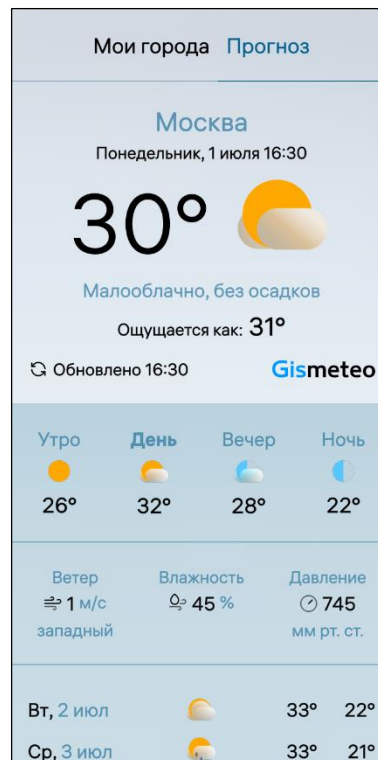 Мои города Прогноз
Москва
Понедельник, 1 июля 16:30
30°
Малооблачно, без осадков
Ощущается как: 31°
Обновлено 16:30 Gismeteo
Утро День Вечер Ночь
26° 32° 28° 22°
Ветер Влажность Давление
1 м/с 45 % 745
западный мм рт. ст.
Вт, 2 июл 33° 22°
Ср, 3 июл 33° 21°